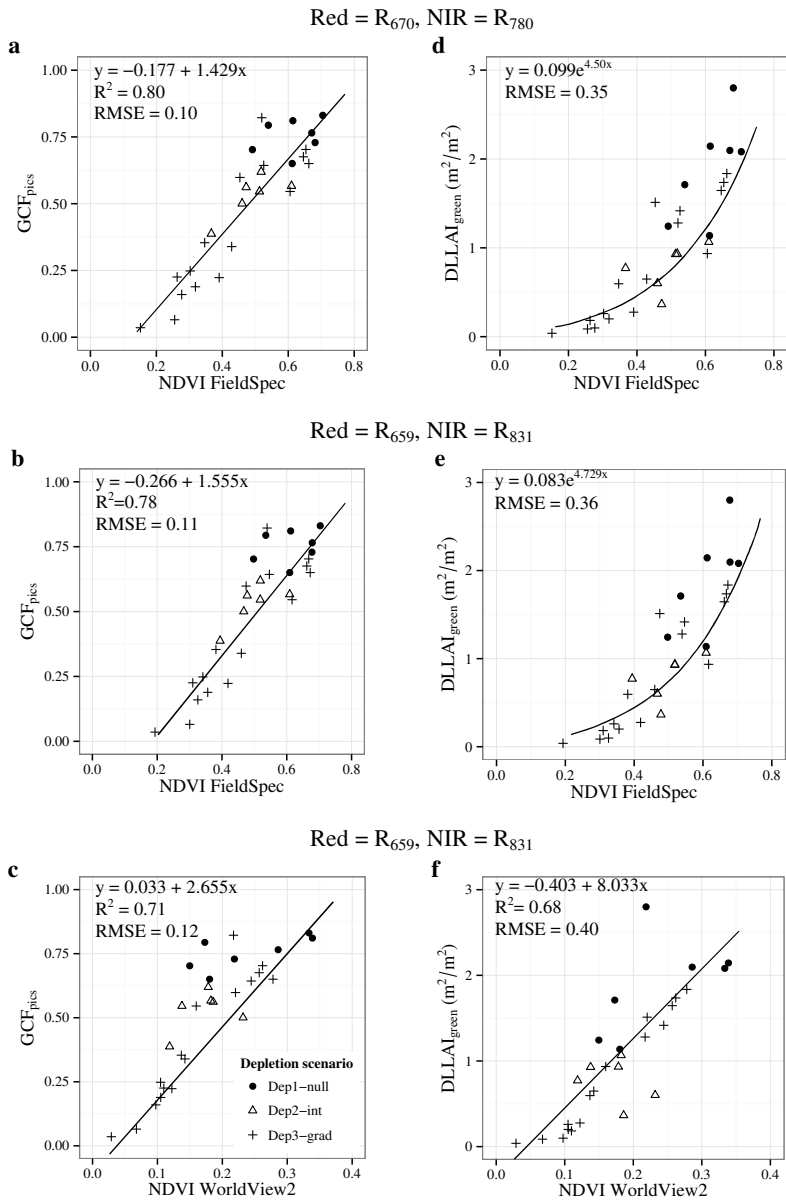 Red = R670, NIR = R780
a
y = −0.177 + 1.429x
R2 = 0.80
RMSE = 0.10
1.00
0.75
0.50
0.25
0.00
GCFpics
0.0 0.2 0.4 0.6 0.8
NDVI FieldSpec
d
y = 0.099e4.50x
RMSE = 0.35
3
2
1
0
DLLAIgreen (m2/m2)
0.0 0.2 0.4 0.6 0.8
NDVI FieldSpec
Red = R659, NIR = R831
b
y = −0.266 + 1.555x
R2=0.78
RMSE = 0.11
1.00
0.75
0.50
0.25
0.00
GCFpics
0.0 0.2 0.4 0.6 0.8
NDVI FieldSpec
e
y = 0.083e4.729x
RMSE = 0.36
3
2
1
0
DLLAIgreen (m2/m2)
0.0 0.2 0.4 0.6 0.8
NDVI FieldSpec
Red = R659, NIR = R831
c
y = 0.033 + 2.655x
R2 = 0.71
RMSE = 0.12
1.00
0.75
0.50
0.25
0.00
GCFpics
Depletion scenario
Dep1−null
Dep2−int
Dep3−grad
0.0 0.1 0.2 0.3 0.4
NDVI WorldView2
f
y = −0.403 + 8.033x
R2= 0.68
RMSE = 0.40
3
2
1
0
DLLAIgreen (m2/m2)
0.0 0.1 0.2 0.3 0.4
NDVI WorldView2